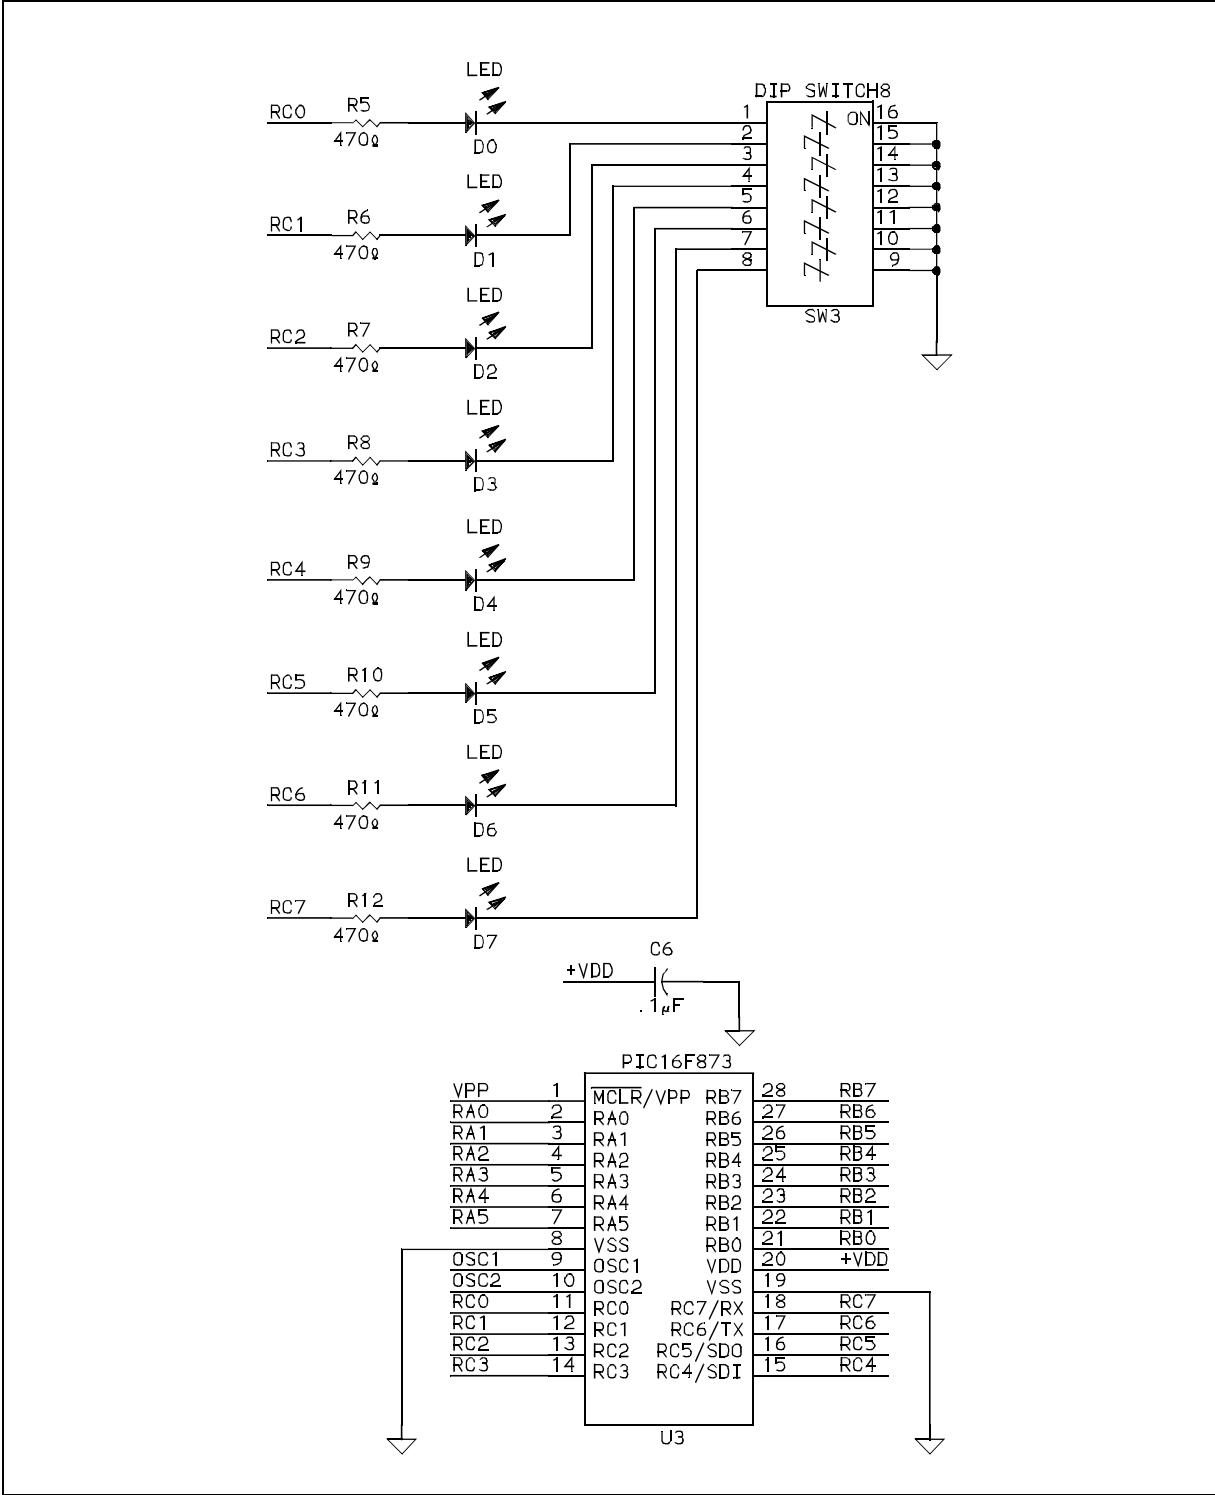 LED
DIP SWITCH8
RC0 R5 1 ON 16
470Ω D0 2 15
3 14
LED 4 13
5 12
RC1 R6 6 11
470Ω D1 7 10
8 9
LED SW3
RC2 R7
470Ω D2
LED
RC3 R8
470Ω D3
LED
RC4 R9
470Ω D4
LED
RC5 R10
470Ω D5
LED
RC6 R11
470Ω D6
LED
RC7 R12
470Ω D7
C6
+VDD
.1μF
PIC16F873
VPP 1 MCLR/VPP RB7 28 RB7
RA0 2 RA0 RB6 27 RB6
RA1 3 RA1 RB5 26 RB5
RA2 4 RA2 RB4 25 RB4
RA3 5 RA3 RB3 24 RB3
RA4 6 RA4 RB2 23 RB2
RA5 7 RA5 RB1 22 RB1
8 VSS RB0 21 RB0
OSC1 9 OSC1 VDD 20 +VDD
OSC2 10 OSC2 VSS 19
RC0 11 RC0 RC7/RX 18 RC7
RC1 12 RC1 RC6/TX 17 RC6
RC2 13 RC2 RC5/SDO 16 RC5
RC3 14 RC3 RC4/SDI 15 RC4
U3